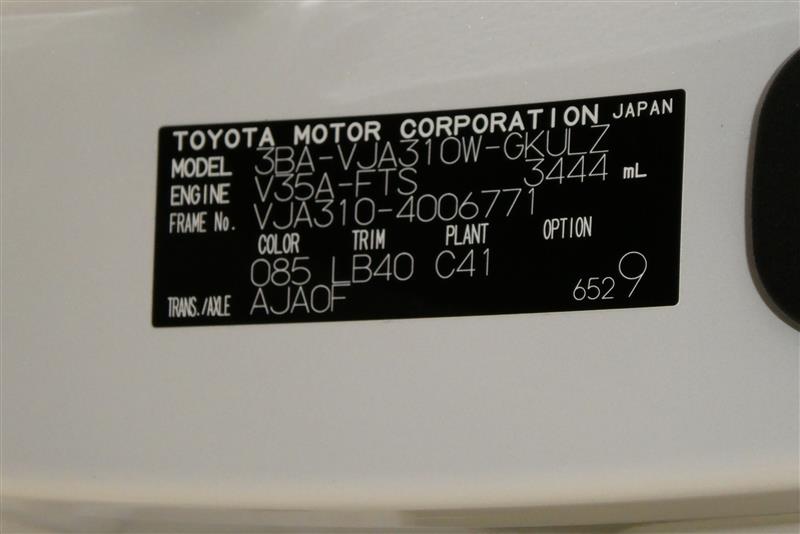 TOYOTA MOTOR CORPORATION JAPAN
MODEL 3BA-VJA310W-GKULZ
ENGINE V35A-FTS 3444 mL
FRAME No. VJA310-4006771
COLOR TRIM PLANT OPTION
085 LB40 C41
TRANS./AXLE AJA0F 6529